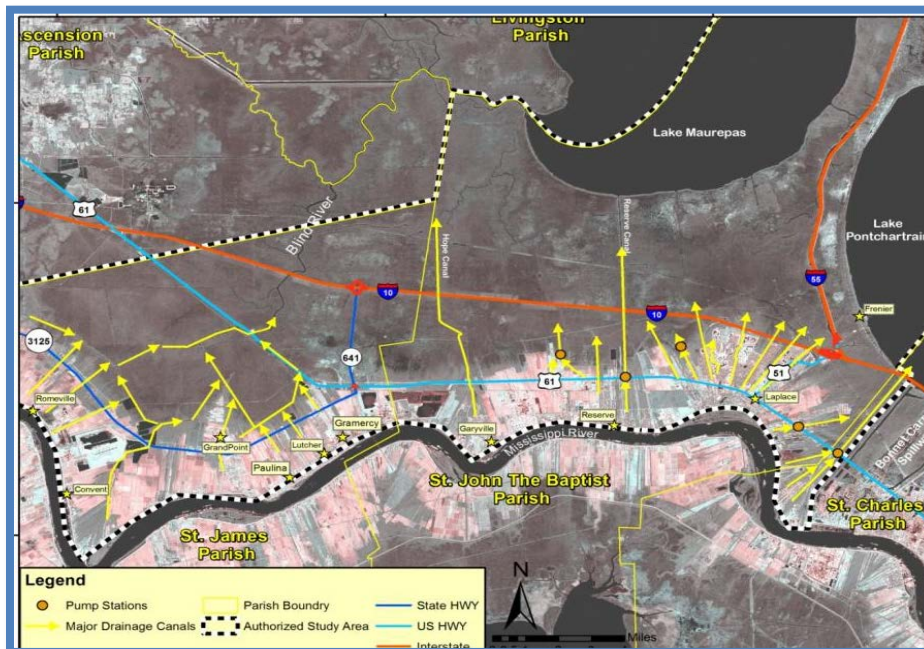 Ascension
Parish
Livingston
Parish
Lake Maurepas
61
Blind River
Hope Canal
Reserve Canal
Lake
Pontchartrain
55
10
10
Frenier
3125
641
61
51
Romeville
Laplace
GrandPoint
Gramercy
Lutcher
Garyville
Reserve
Mississippi River
Paulina
Convent
St. John The Baptist
Parish
St. James
Parish
St. Charles
Parish
Legend
Pump Stations
Major Drainage Canals
Parish Boundry
Authorized Study Area
State HWY
US HWY
Interstate
N
Miles